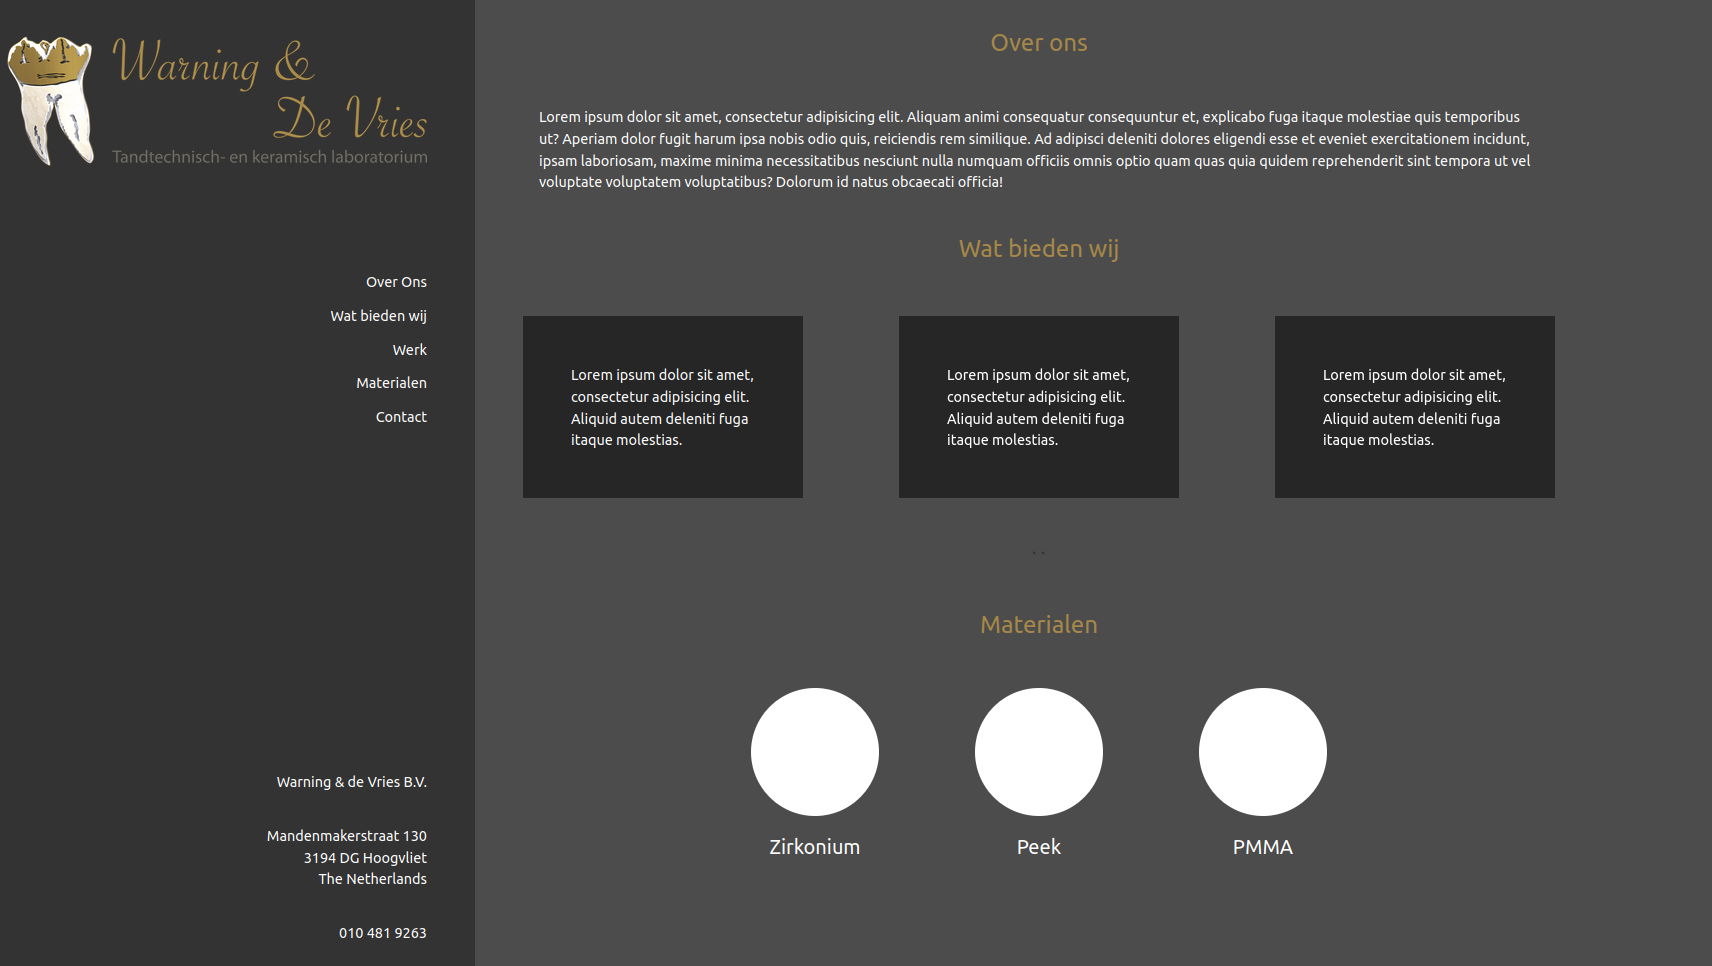 Warning &
De Vries
Tandtechnisch- en keramisch laboratorium
Over Ons
Wat bieden wij
Werk
Materialen
Contact
Warning & de Vries B.V.
Mandenmakerstraat 130
3194 DG Hoogvliet
The Netherlands
010 481 9263
Over ons
Lorem ipsum dolor sit amet, consectetur adipisicing elit. Aliquam animi consequatur consequuntur et, explicabo fuga itaque molestiae quis temporibus
ut? Aperiam dolor fugit harum ipsa nobis odio quis, reiciendis rem similique. Ad adipisci deleniti dolores eligendi esse et eveniet exercitationem incidunt,
ipsam laboriosam, maxime minima necessitatibus nesciunt nulla numquam officiis omnis optio quam quas quia quidem reprehenderit sint tempora ut vel
voluptate voluptatem voluptatibus? Dolorum id natus obcaecati officia!
Wat bieden wij
Lorem ipsum dolor sit amet,
consectetur adipisicing elit.
Aliquid autem deleniti fuga
itaque molestias.
Lorem ipsum dolor sit amet,
consectetur adipisicing elit.
Aliquid autem deleniti fuga
itaque molestias.
Lorem ipsum dolor sit amet,
consectetur adipisicing elit.
Aliquid autem deleniti fuga
itaque molestias.
` `
Materialen
Zirkonium
Peek
PMMA